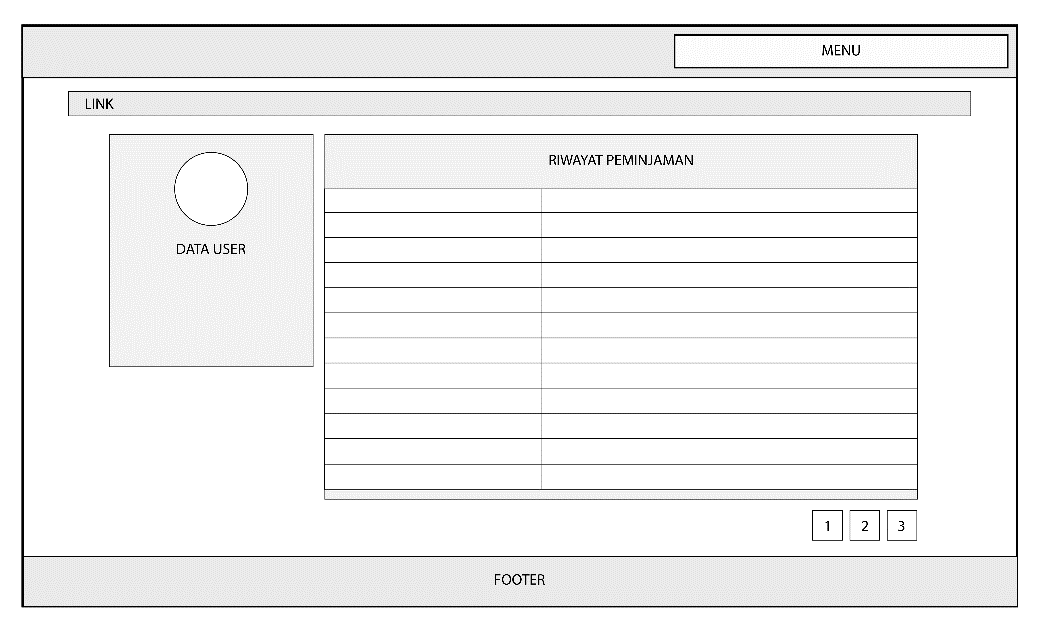 MENU
LINK
RIWAYAT PEMINJAMAN
DATA USER
1 2 3
FOOTER